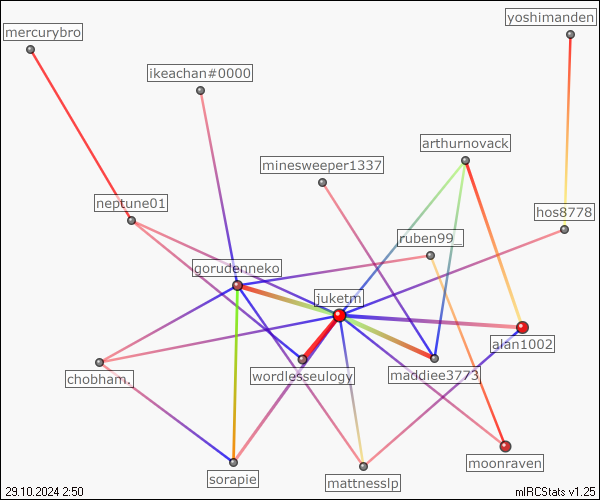 yoshimanden
mercurybro
ikeachan#0000
arthurnovack
minesweeper1337
neptune01
hos8778
ruben99_
gorudenneko
juketm
alan1002
chobham.
wordlesseulogy
maddiee3773
moonraven
sorapie
mattnesslp
29.10.2024 2:50
mIRCStats v1.25